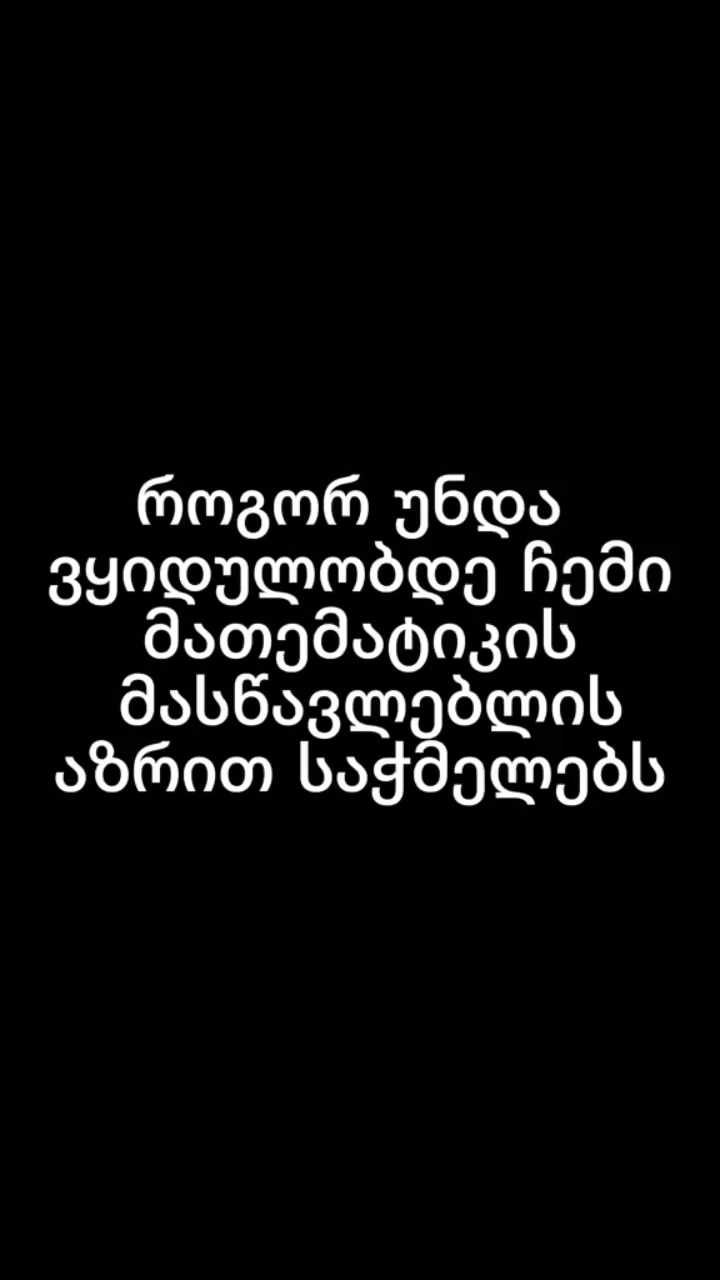 როგორ უნდა
ვყიდულობდე ჩემი
მათემატიკის
მასწავლებლის
აზრით საჭმელებს